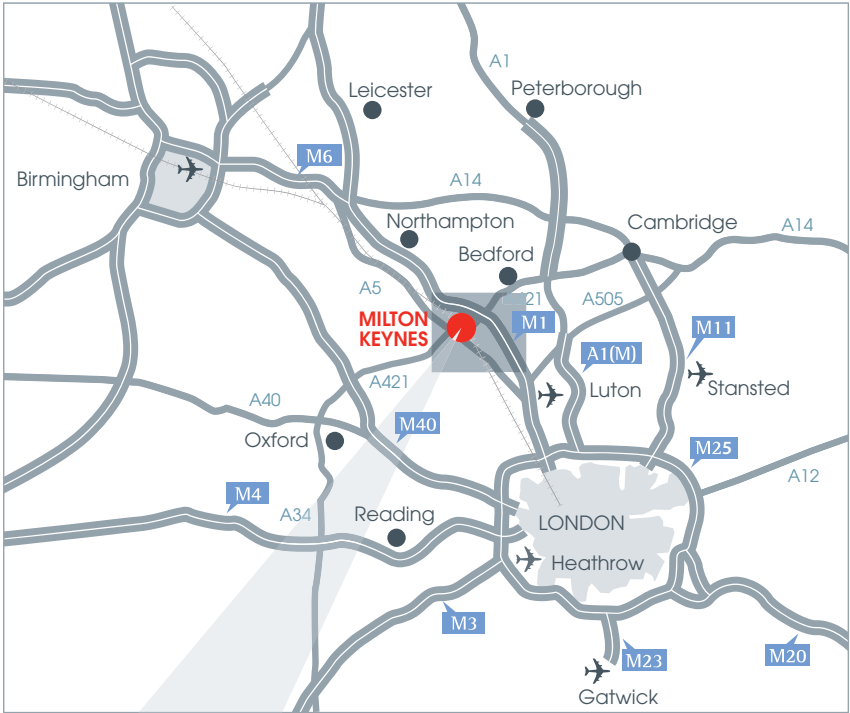 A1
Leicester
Peterborough
M6
Birmingham
A14
Northampton
Cambridge
A14
Bedford
A5
21
A505
MILTON
KEYNES
M1
M11
A1(M)
A421
Luton
Stansted
A40
M40
Oxford
M25
A12
M4
A34
Reading
LONDON
Heathrow
M3
M23
M20
Gatwick